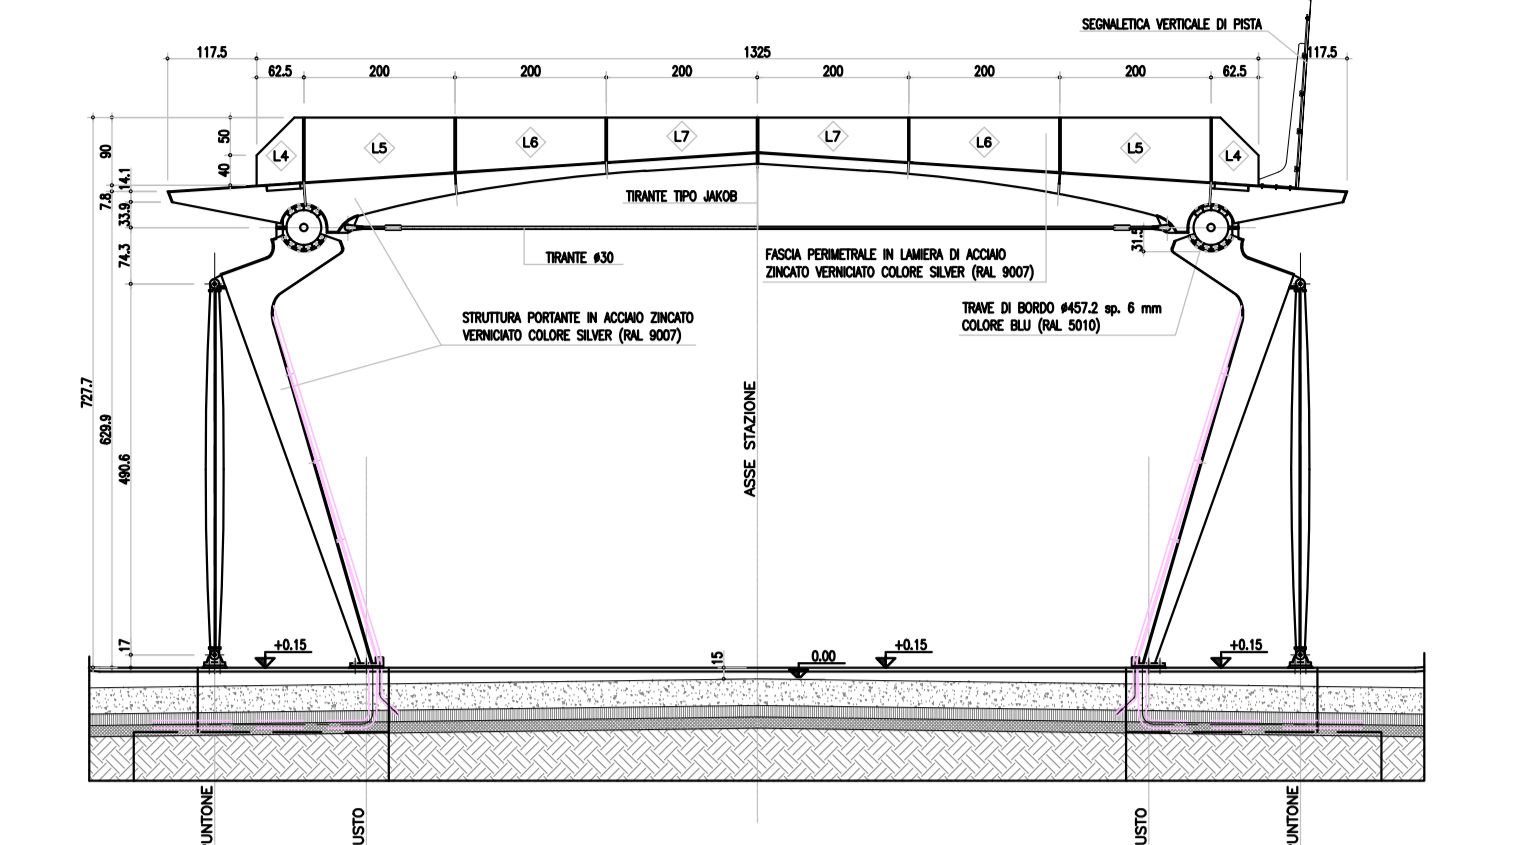 SEGNALETICA VERTICALE DI PISTA
117.5
1325
117.5
62.5
200
200
200
200
200
200
62.5
90
50
40
14.1
7.8
33.9
74.3
727.7
629.9
490.6
17
L4
L5
L6
L7
L7
L6
L5
L4
TIRANTE TIPO JAKOB
TIRANTE ø30
31.5
FASCIA PERIMETRALE IN LAMIERA DI ACCIAIO
ZINCATO VERNICIATO COLORE SILVER (RAL 9007)
STRUTTURA PORTANTE IN ACCIAIO ZINCATO
VERNICIATO COLORE SILVER (RAL 9007)
TRAVE DI BORDO ø457.2 sp. 6 mm
COLORE BLU (RAL 5010)
ASSE STAZIONE
+0.15
15
0.00
+0.15
+0.15
PUNTONE
USTO
USTO
PUNTONE